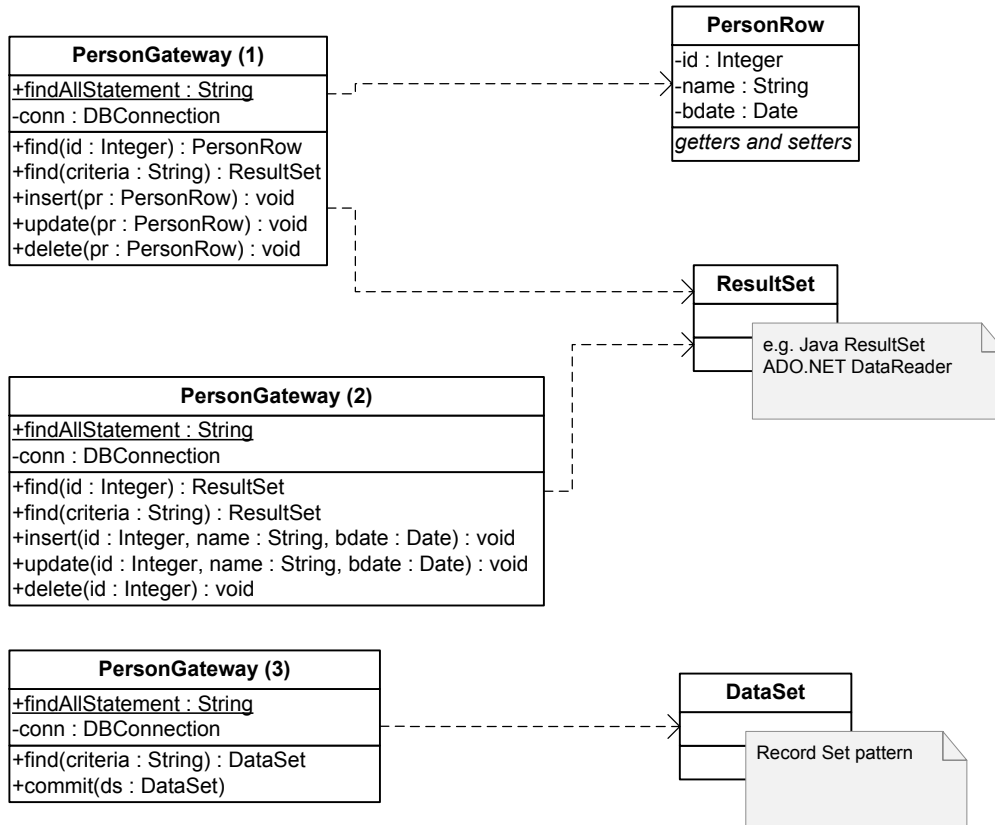 PersonGateway (1)
+findAllStatement : String
-conn : DBConnection
+find(id : Integer) : PersonRow
+find(criteria : String) : ResultSet
+insert(pr : PersonRow) : void
+update(pr : PersonRow) : void
+delete(pr : PersonRow) : void
PersonRow
-id : Integer
-name : String
-bdate : Date
getters and setters
ResultSet
e.g. Java ResultSet
ADO.NET DataReader
PersonGateway (2)
+findAllStatement : String
-conn : DBConnection
+find(id : Integer) : ResultSet
+find(criteria : String) : ResultSet
+insert(id : Integer, name : String, bdate : Date) : void
+update(id : Integer, name : String, bdate : Date) : void
+delete(id : Integer) : void
PersonGateway (3)
+findAllStatement : String
-conn : DBConnection
+find(criteria : String) : DataSet
+commit(ds : DataSet)
DataSet
Record Set pattern